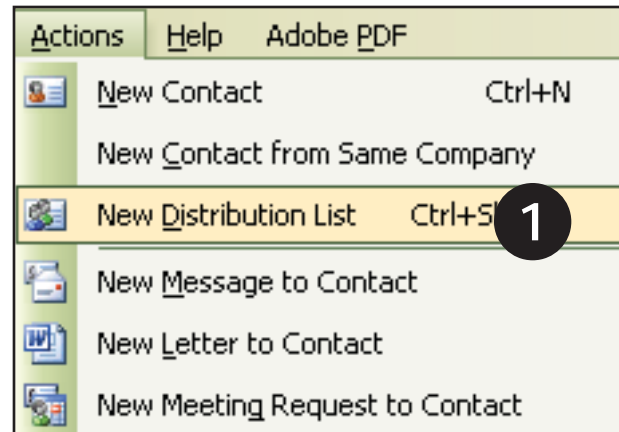 Actions Help Adobe PDF
New Contact Ctrl+N
New Contact from Same Company
New Distribution List 1
New Message to Contact
New Letter to Contact
New Meeting Request to Contact